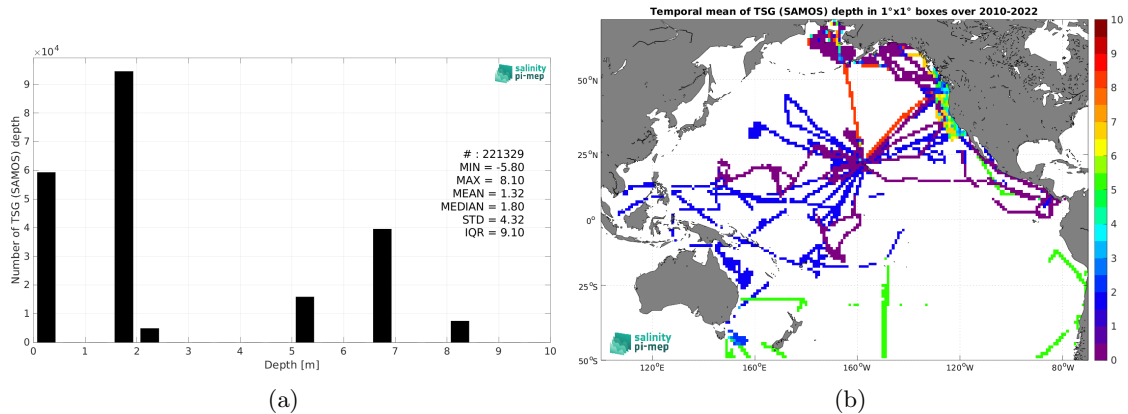 ×10⁴
9
8
7
6
5
4
3
2
1
0
Number of TSG (SAMOS) depth
salinity
pi-mep
# : 221329
MIN = -5.80
MAX = 8.10
MEAN = 1.32
MEDIAN = 1.80
STD = 4.32
IQR = 9.10
0 1 2 3 4 5 6 7 8 9 10
Depth [m]
(a)
Temporal mean of TSG (SAMOS) depth in 1°x1° boxes over 2010-2022
50°N
25°N
0°
25°S
50°S
120°E 160°E 160°W 120°W 80°W
salinity
pi-mep
10
9
8
7
6
5
4
3
2
1
0
(b)